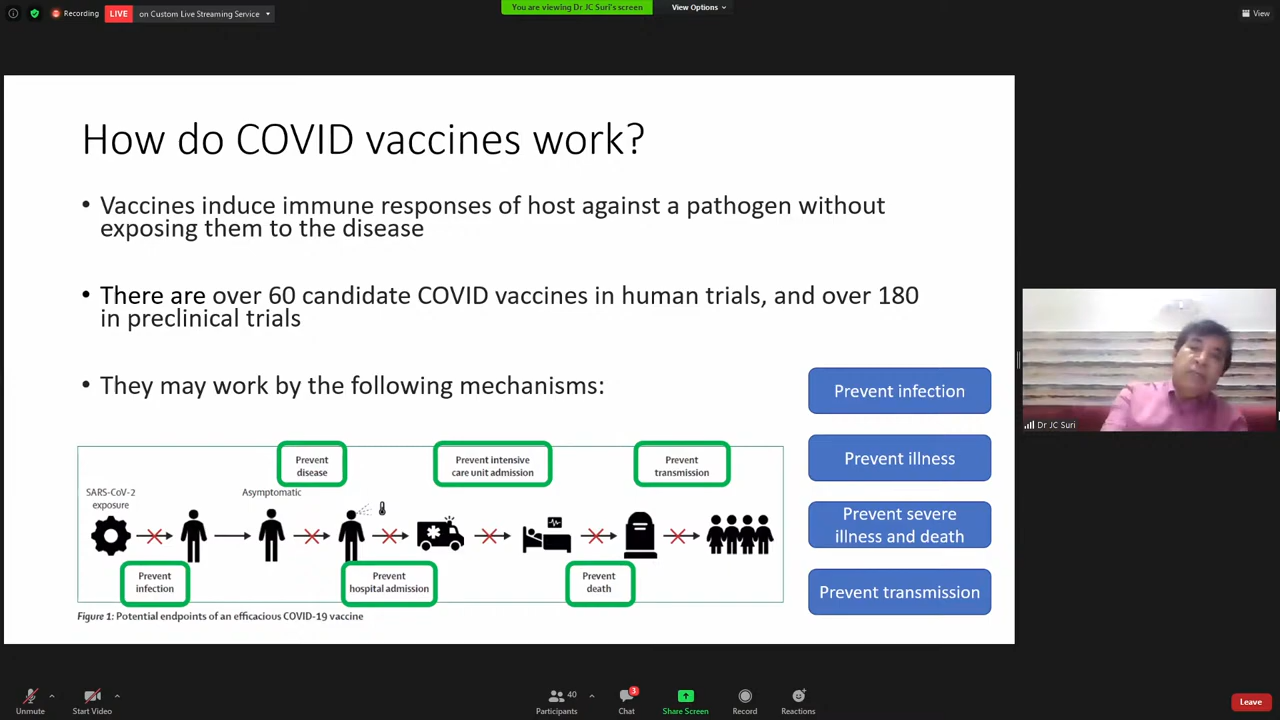 Recording
LIVE
on Custom Live Streaming Service
You are viewing Dr JC Suri's screen
View Options
View
How do COVID vaccines work?
• Vaccines induce immune responses of host against a pathogen without
exposing them to the disease
• There are over 60 candidate COVID vaccines in human trials, and over 180
in preclinical trials
• They may work by the following mechanisms:
Prevent infection
Prevent illness
Prevent severe
illness and death
Prevent transmission
Prevent
disease
Prevent intensive
care unit admission
Prevent
transmission
SARS-CoV-2
exposure
Asymptomatic
Prevent
infection
Prevent
hospital admission
Prevent
death
Figure 1: Potential endpoints of an efficacious COVID-19 vaccine
Dr JC Suri
Unmute
Start Video
40
Participants
3
Chat
Share Screen
Record
Reactions
Leave